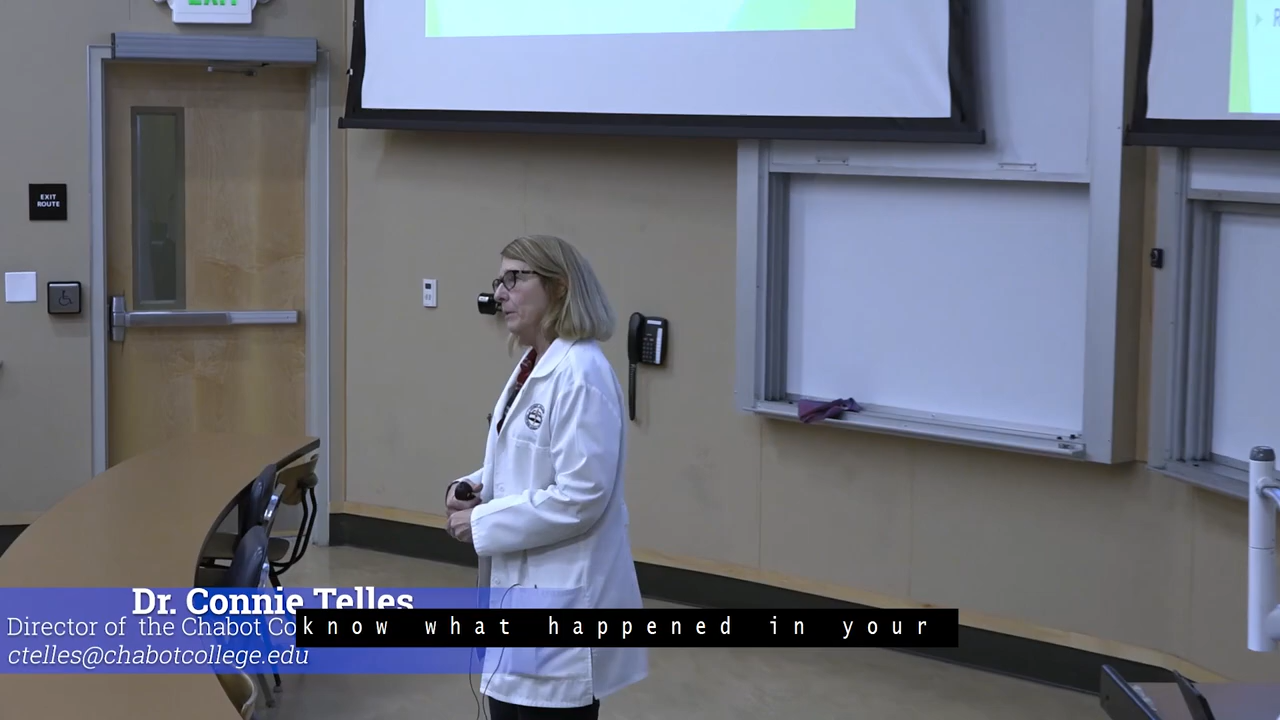 EXIT
EXIT
ROUTE
Dr. Connie Telles
Director of the Chabot Co
know what happened in your
ctelles@chabotcollege.edu